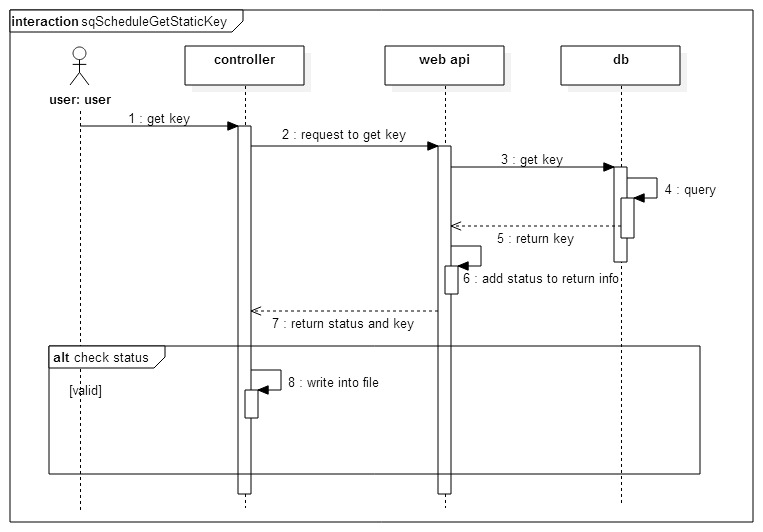 interaction sqScheduleGetStaticKey
controller
web api
db
user: user
1 : get key
2 : request to get key
3 : get key
4 : query
5 : return key
6 : add status to return info
7 : return status and key
alt check status
8 : write into file
[valid]